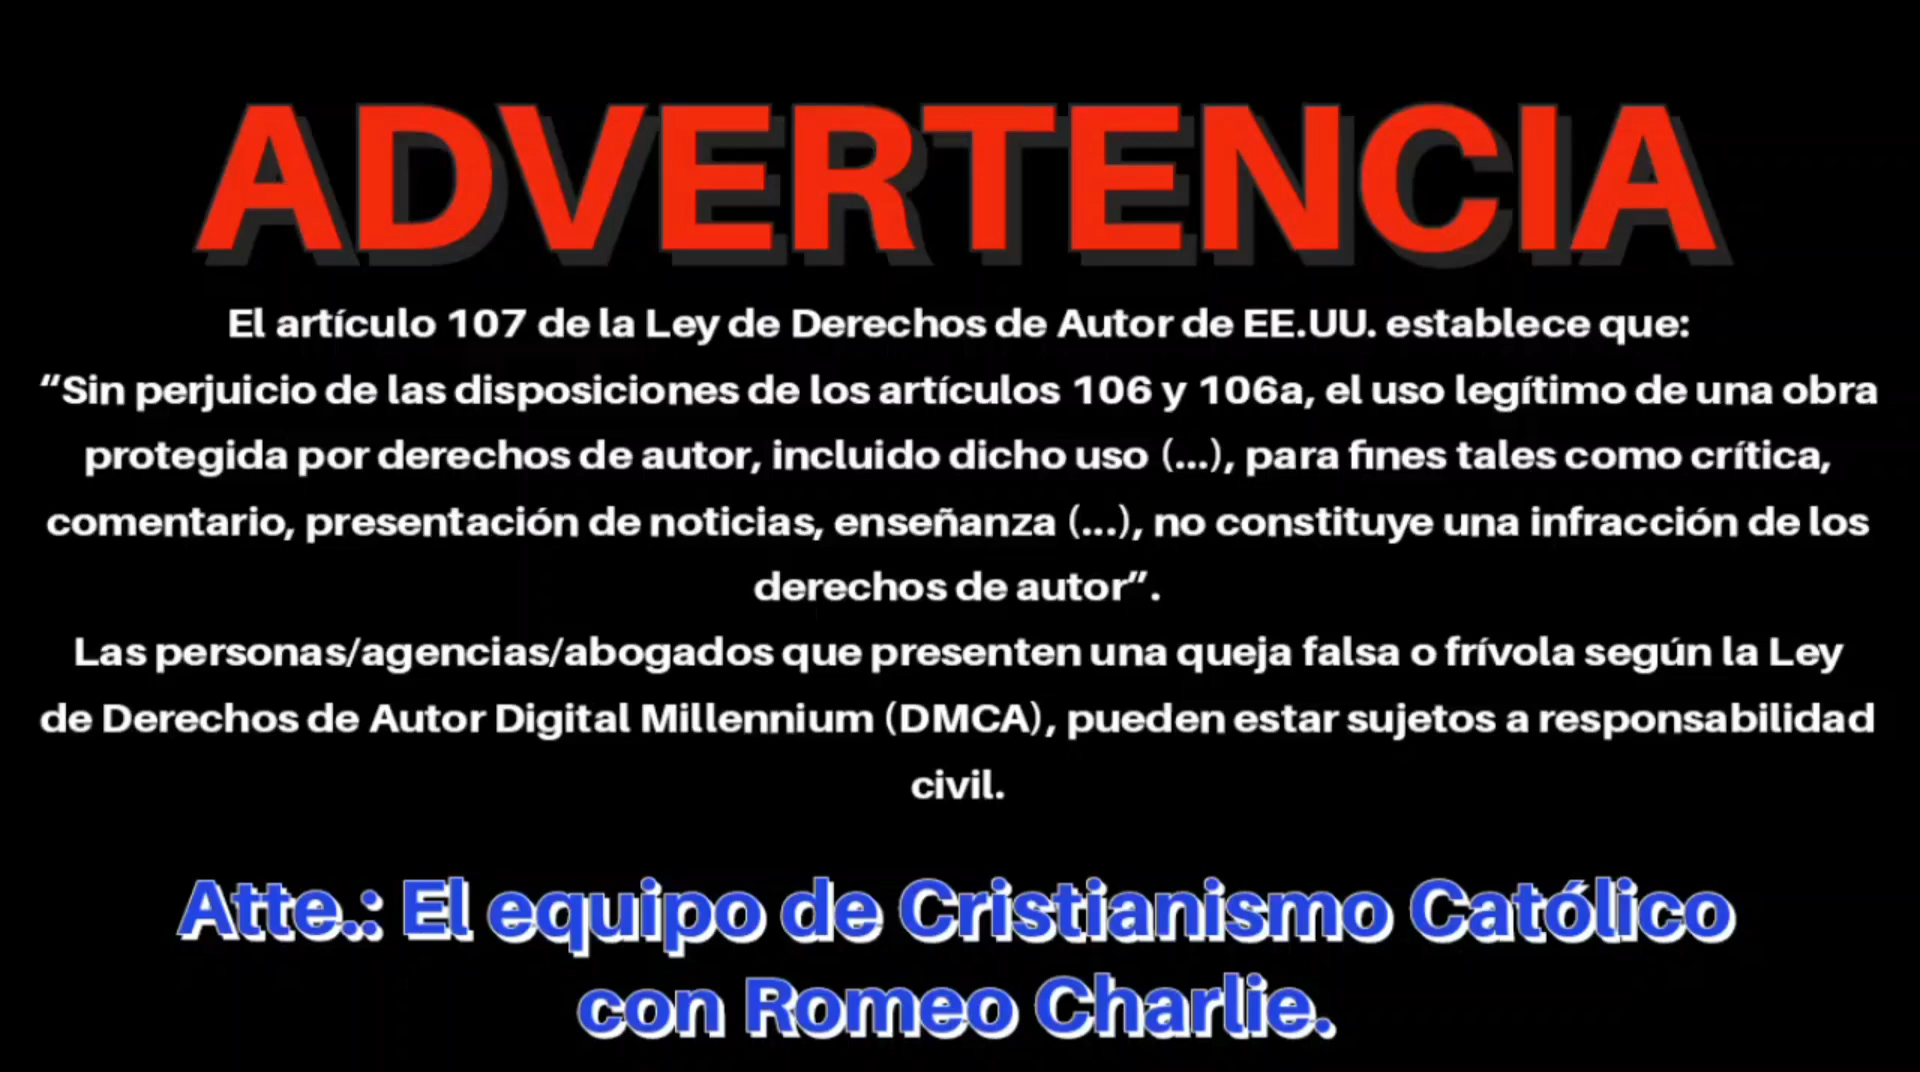 ADVERTENCIA
El artículo 107 de la Ley de Derechos de Autor de EE.UU. establece que:
“Sin perjuicio de las disposiciones de los artículos 106 y 106a, el uso legítimo de una obra
protegida por derechos de autor, incluido dicho uso (...), para fines tales como crítica,
comentario, presentación de noticias, enseñanza (...), no constituye una infracción de los
derechos de autor”.
Las personas/agencias/abogados que presenten una queja falsa o frívola según la Ley
de Derechos de Autor Digital Millennium (DMCA), pueden estar sujetos a responsabilidad
civil.
Atte.: El equipo de Cristianismo Católico
con Romeo Charlie.